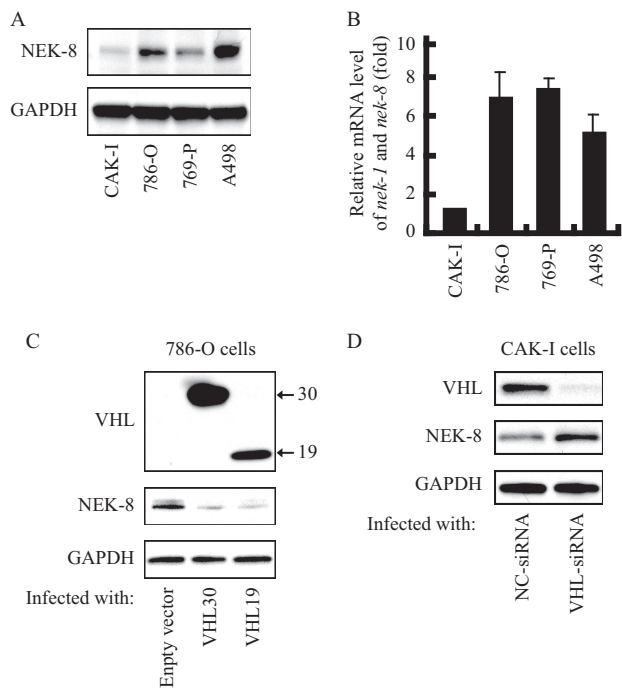 A
NEK-8
GAPDH
CAK-I
786-O
769-P
A498
B
Relative mRNA level
of nek-1 and nek-8 (fold)
10
8
6
4
2
0
CAK-I
786-O
769-P
A498
C
786-O cells
VHL
←30
←19
NEK-8
GAPDH
Infected with:
Empty vector
VHL30
VHL19
D
CAK-I cells
VHL
NEK-8
GAPDH
Infected with:
NC-siRNA
VHL-siRNA